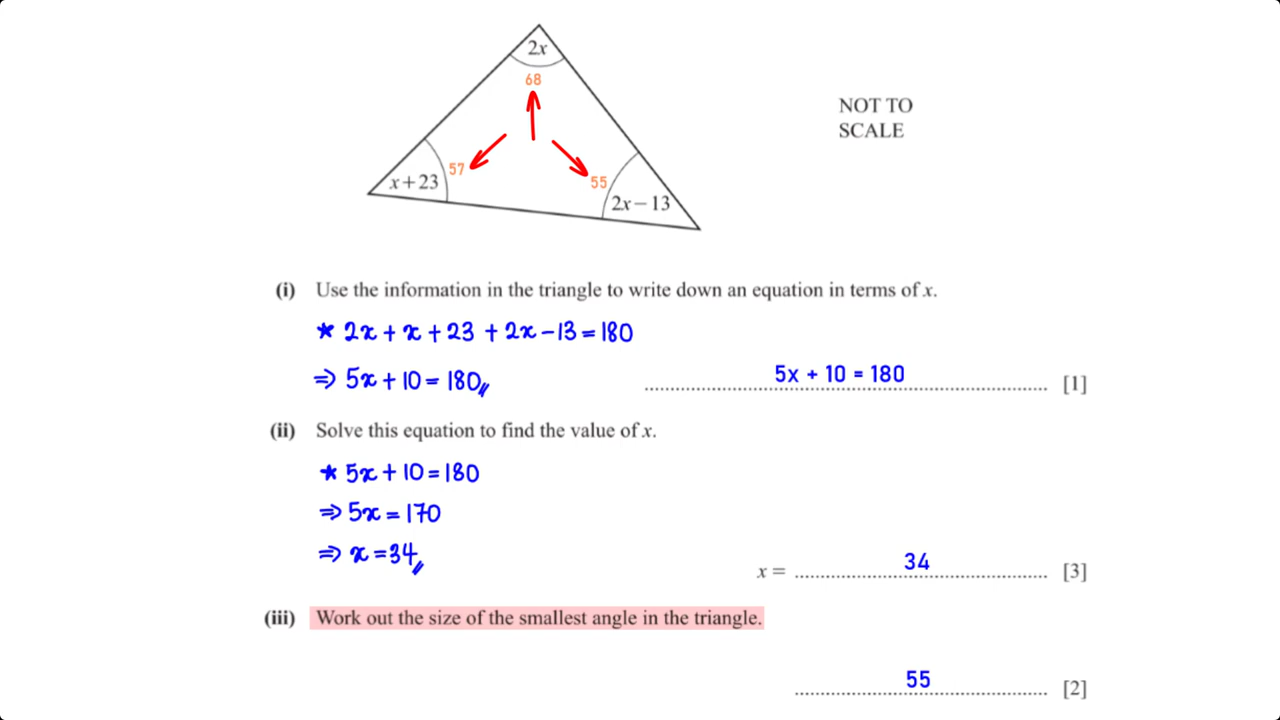 2x
68
NOT TO
SCALE
57
x+23
55
2x−13
(i) Use the information in the triangle to write down an equation in terms of x.
* 2x + x + 23 + 2x − 13 = 180
⇒ 5x + 10 = 180
5x + 10 = 180 [1]
(ii) Solve this equation to find the value of x.
* 5x + 10 = 180
⇒ 5x = 170
⇒ x = 34
x = 34 [3]
(iii) Work out the size of the smallest angle in the triangle.
55 [2]